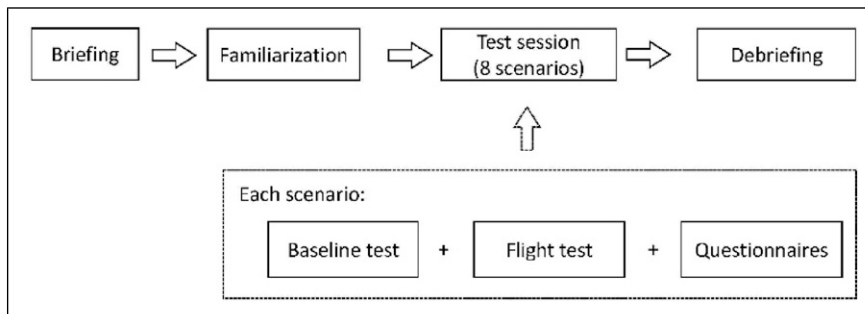 Briefing
Familiarization
Test session
(8 scenarios)
Debriefing
Each scenario:
Baseline test + Flight test + Questionnaires